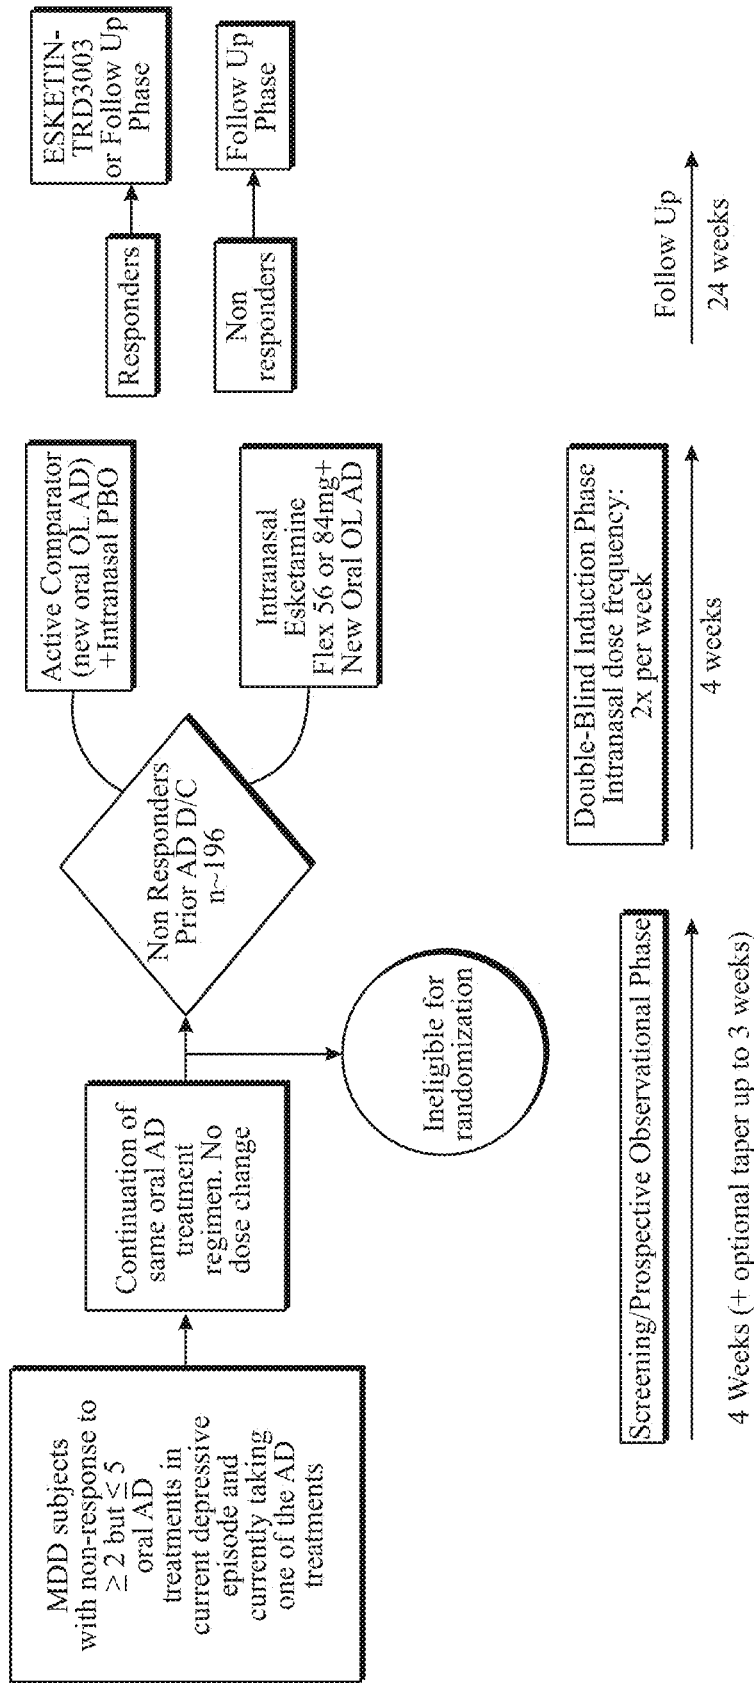 MDD subjects
with non-response to
≥ 2 but ≤ 5
oral AD
treatments in
current depressive
episode and
currently taking
one of the AD
treatments
Continuation of
same oral AD
treatment
regimen. No
dose change
Ineligible for
randomization
Non Responders
Prior AD D/C
n~196
Active Comparator
(new oral OL AD)
+Intranasal PBO
Intranasal
Esketamine
Flex 56 or 84mg+
New Oral OL AD
Responders
ESKETIN-
TRD3003
or Follow Up
Phase
Non
responders
Follow Up
Phase
Screening/Prospective Observational Phase
4 Weeks (+ optional taper up to 3 weeks)
Double-Blind Induction Phase
Intranasal dose frequency:
2x per week
4 weeks
Follow Up
24 weeks